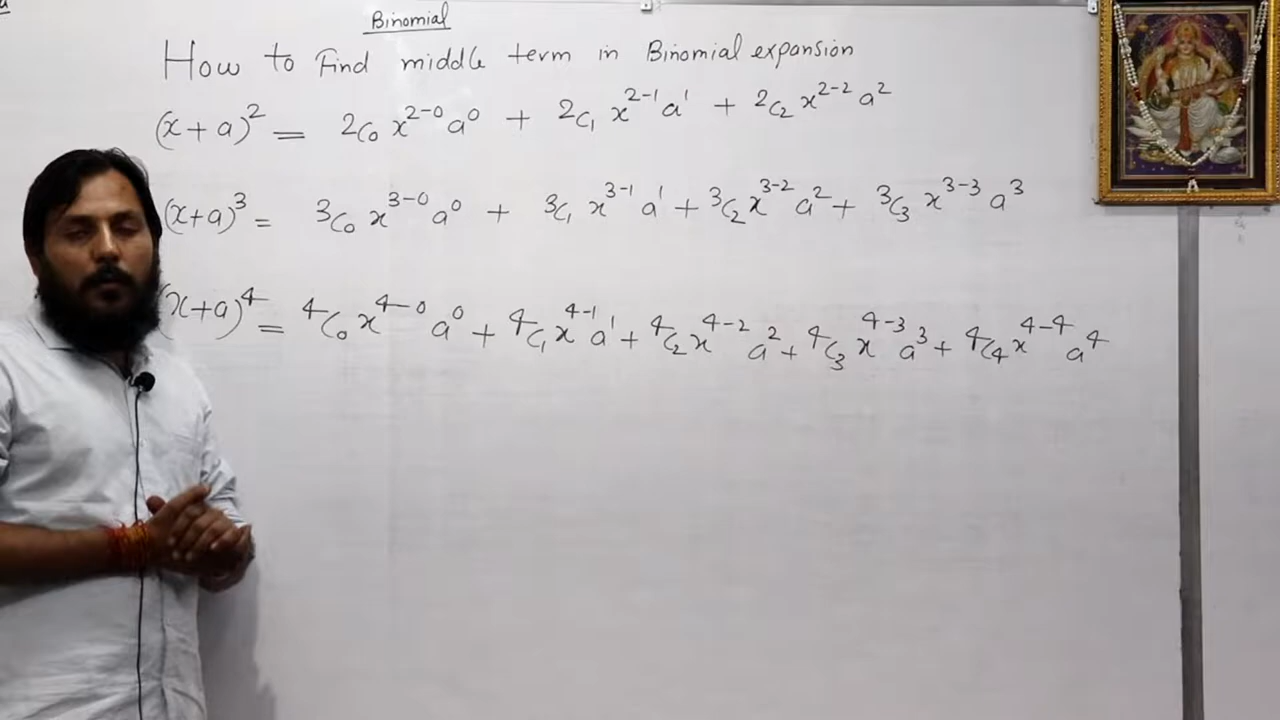 Binomial
How to Find middle term in Binomial expansion
(x+a)² = 2C₀ x²⁻⁰ a⁰ + 2C₁ x²⁻¹ a¹ + ²C₂ x²⁻² a²
(x+a)³ = ³C₀ x³⁻⁰ a⁰ + ³C₁ x³⁻¹ a¹ + ³C₂ x³⁻² a² + ³C₃ x³⁻³ a³
(x+a)⁴ = ⁴C₀ x⁴⁻⁰ a⁰ + ⁴C₁ x⁴⁻¹ a¹ + ⁴C₂ x⁴⁻² a² + ⁴C₃ x⁴⁻³ a³ + ⁴C₄ x⁴⁻⁴ a⁴